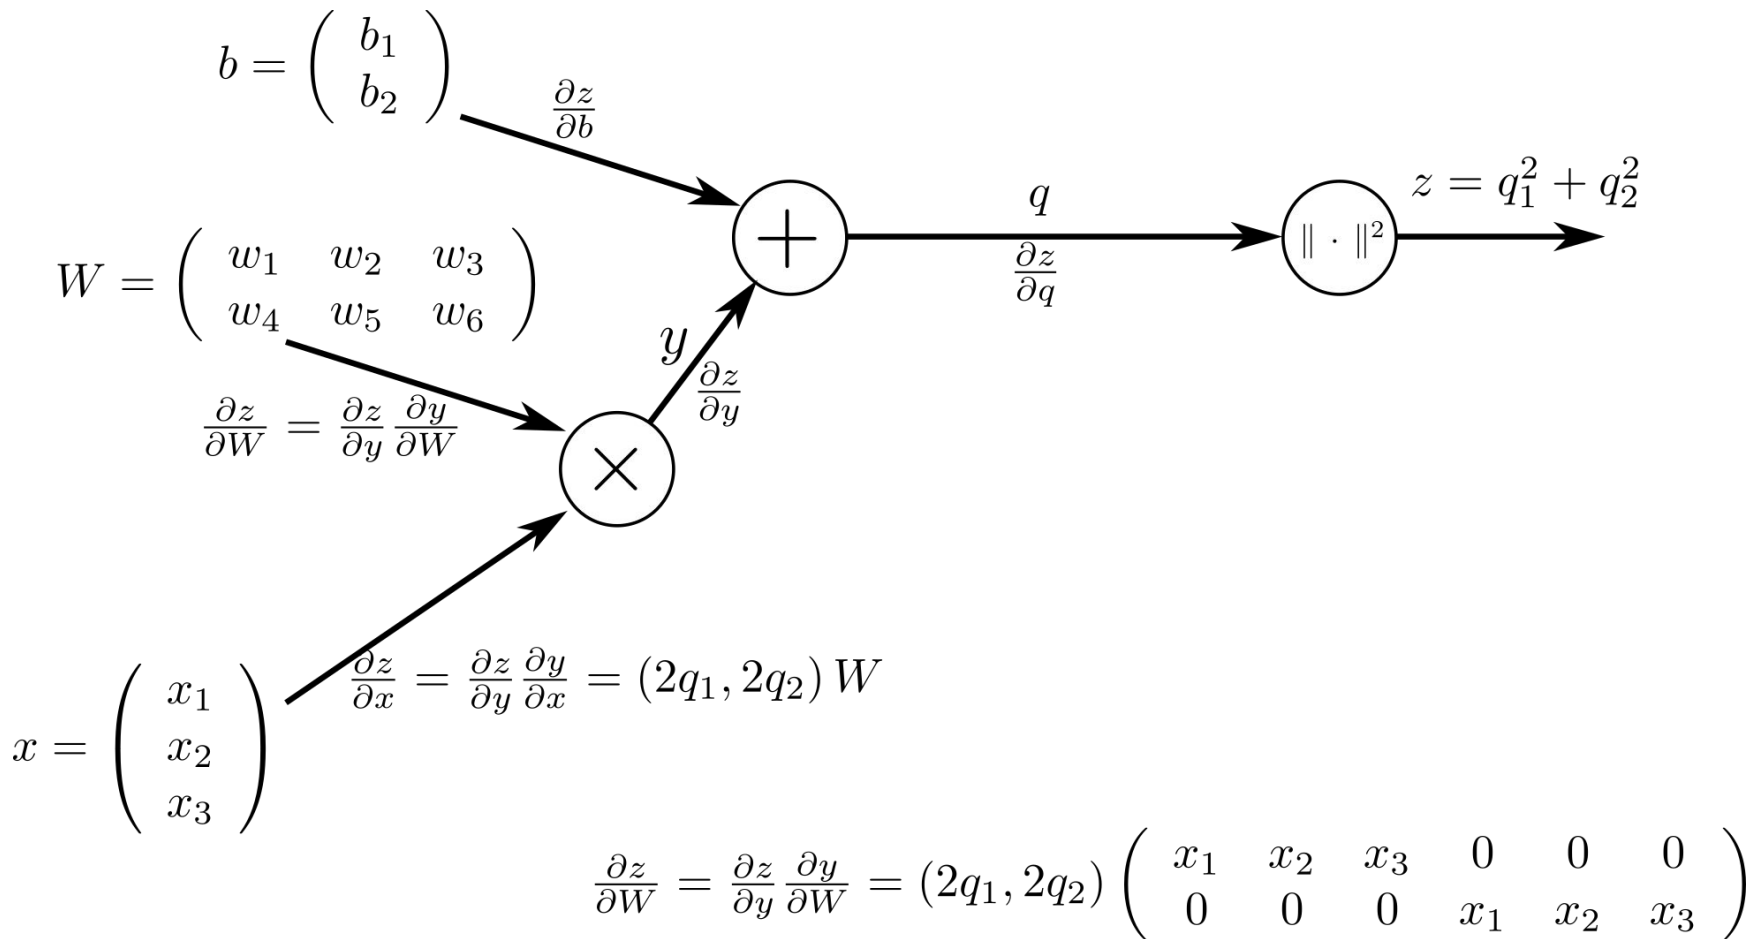 b = ( b₁ b₂ )
∂z/∂b
z = q₁² + q₂²
q
+
‖ · ‖²
∂z/∂q
W = ( w₁ w₂ w₃
w₄ w₅ w₆ )
y
∂z/∂y
∂z/∂W = ∂z/∂y ∂y/∂W
×
∂z/∂x = ∂z/∂y ∂y/∂x = (2q₁, 2q₂) W
x = ( x₁ x₂ x₃ )
∂z/∂W = ∂z/∂y ∂y/∂W = (2q₁, 2q₂) ( x₁ x₂ x₃ 0 0 0
0 0 0 x₁ x₂ x₃ )